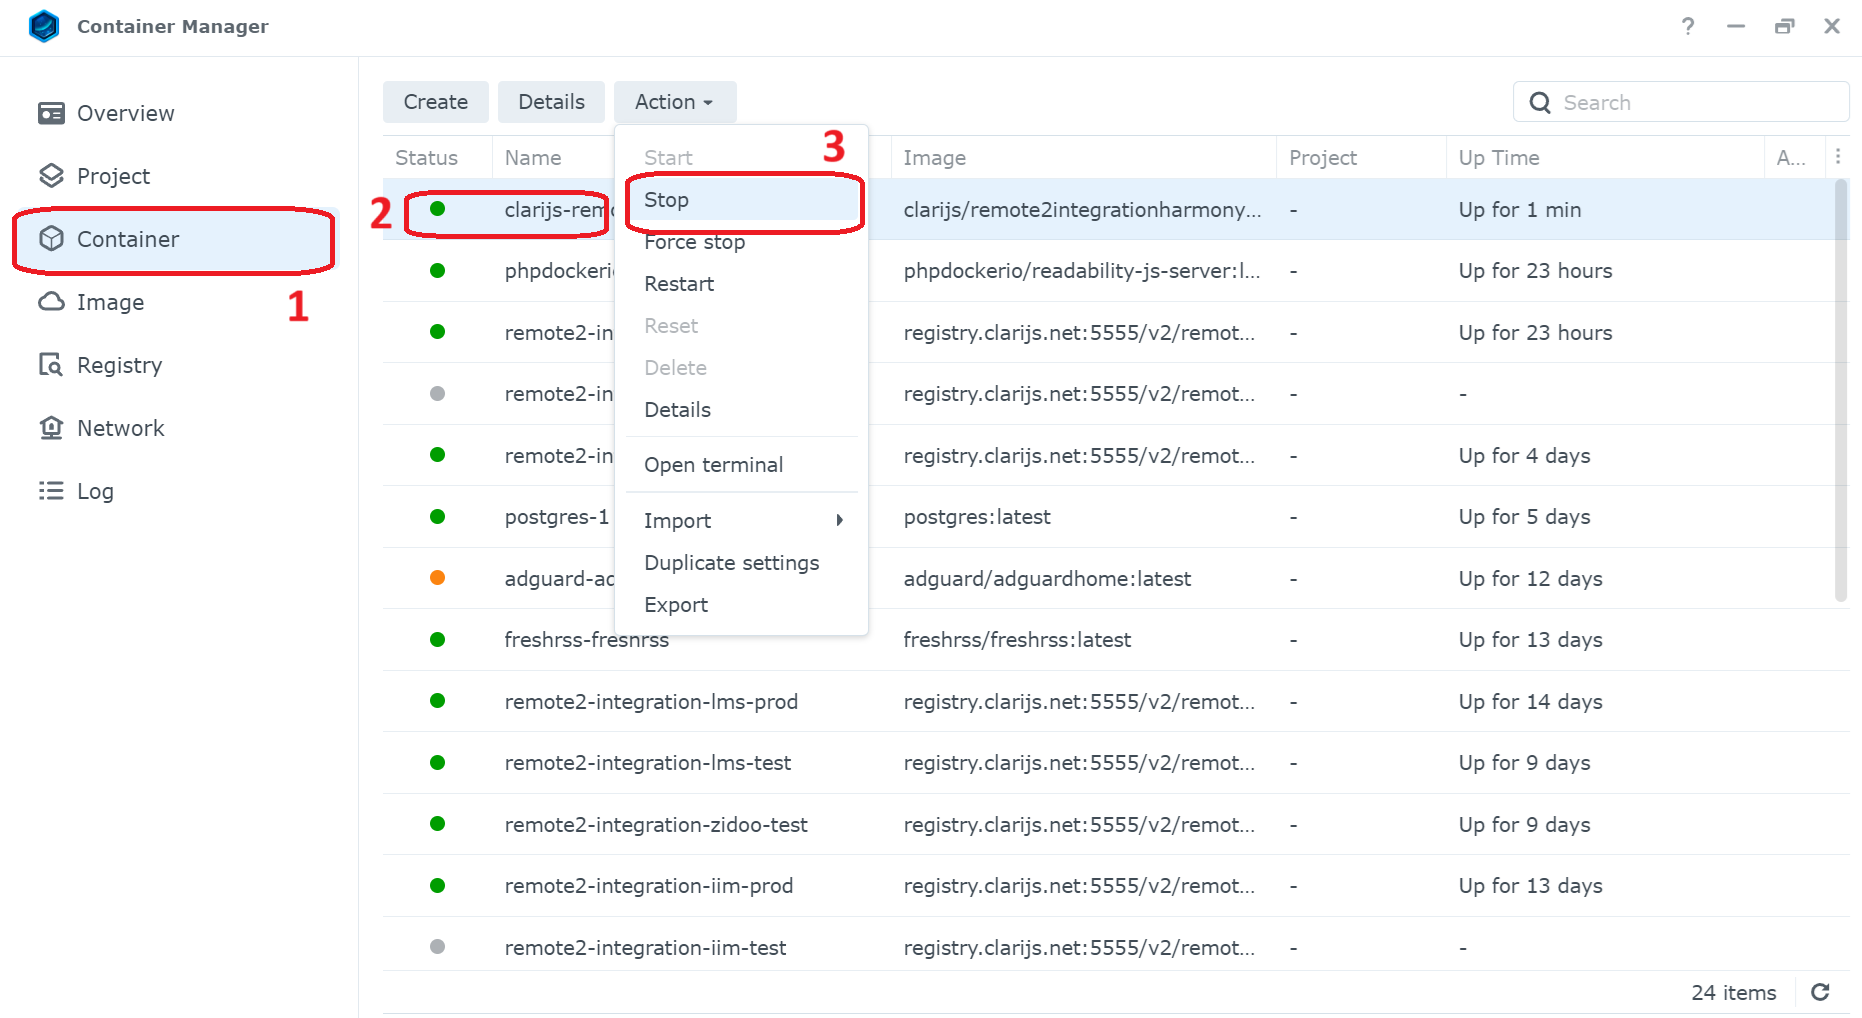 Container Manager
?
Overview
Project
Container
Image
1
Registry
Network
Log
Create Details Action
Search
Status Name Image Project Up Time A...
Start
3
Stop
Force stop
Restart
Reset
Delete
Details
Open terminal
Import
Duplicate settings
Export
2
clarijs-rem clarijs/remote2integrationharmony... - Up for 1 min
phpdockeri phpdockerio/readability-js-server:l... - Up for 23 hours
remote2-in registry.clarijs.net:5555/v2/remot... - Up for 23 hours
remote2-in registry.clarijs.net:5555/v2/remot... - -
remote2-in registry.clarijs.net:5555/v2/remot... - Up for 4 days
postgres-1 postgres:latest - Up for 5 days
adguard-ad adguard/adguardhome:latest - Up for 12 days
freshrss-freshrss freshrss/freshrss:latest - Up for 13 days
remote2-integration-lms-prod registry.clarijs.net:5555/v2/remot... - Up for 14 days
remote2-integration-lms-test registry.clarijs.net:5555/v2/remot... - Up for 9 days
remote2-integration-zidoo-test registry.clarijs.net:5555/v2/remot... - Up for 9 days
remote2-integration-iim-prod registry.clarijs.net:5555/v2/remot... - Up for 13 days
remote2-integration-iim-test registry.clarijs.net:5555/v2/remot... - -
24 items